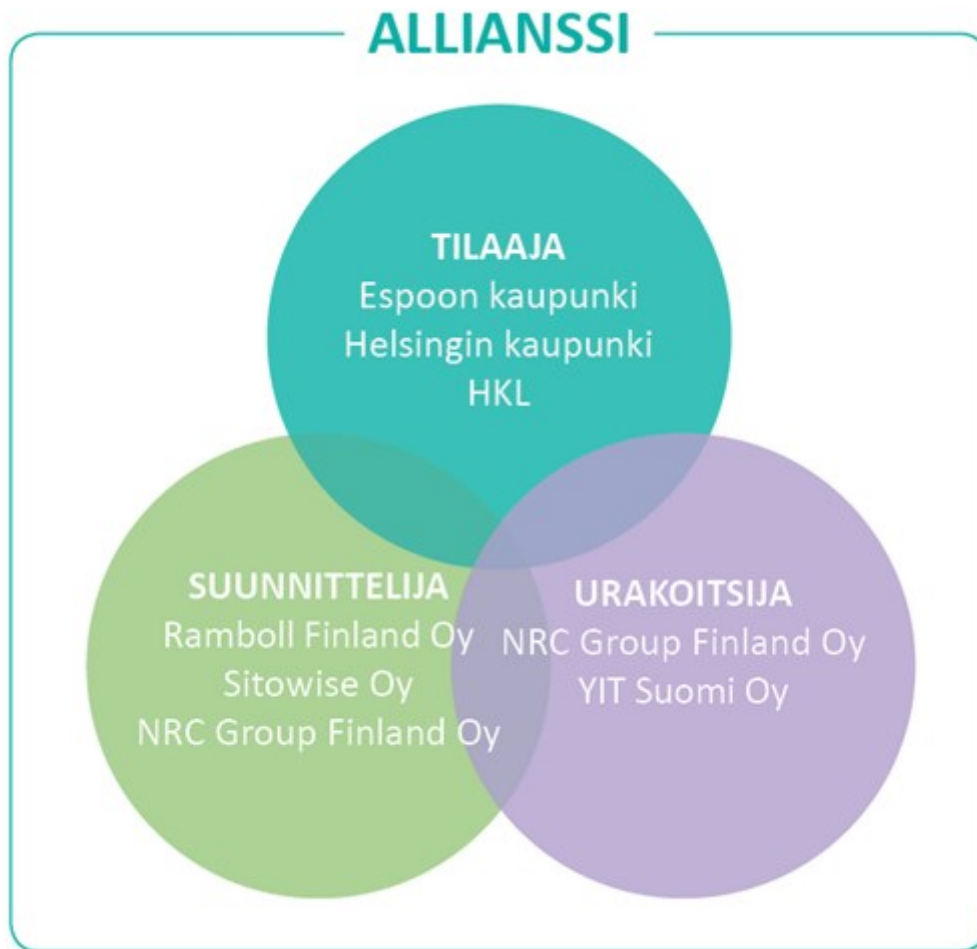 ALLIANSSI
TILAAJA
Espoon kaupunki
Helsingin kaupunki
HKL
SUUNNITTELIJA
Ramboll Finland Oy
Sitowise Oy
NRC Group Finland Oy
URAKOITSIJA
NRC Group Finland Oy
YIT Suomi Oy